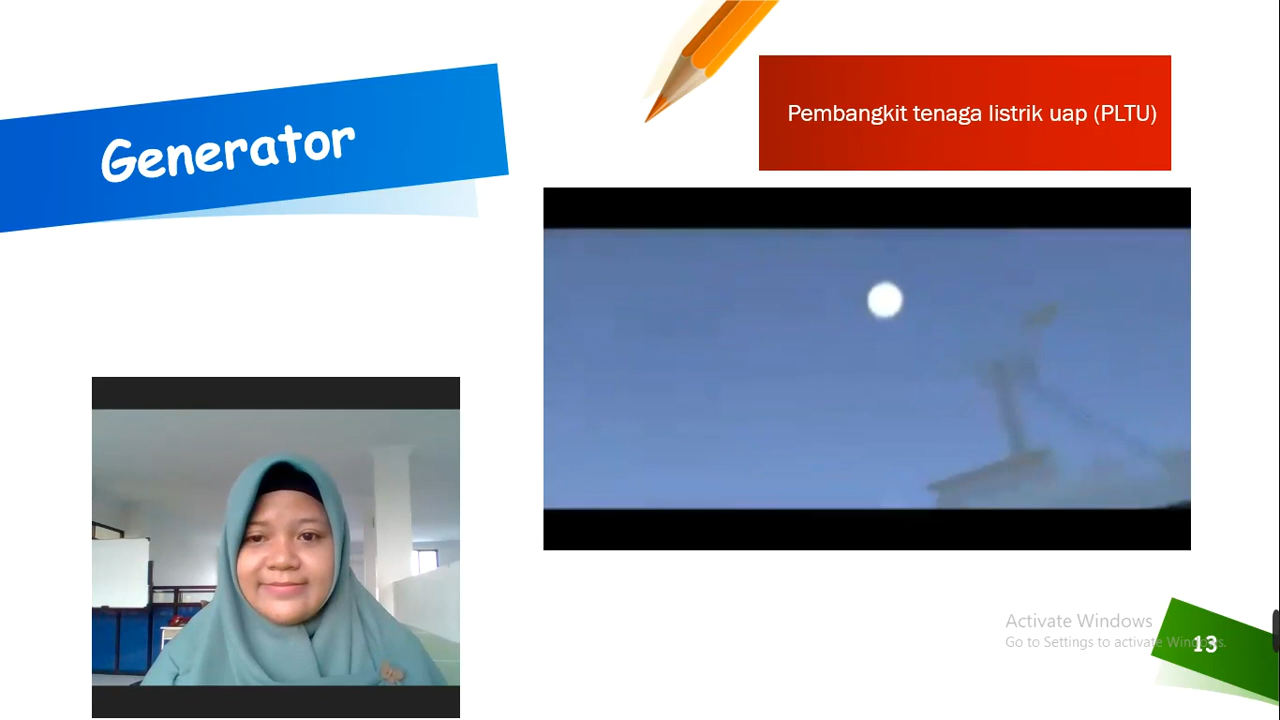 Generator
Pembangkit tenaga listrik uap (PLTU)
Activate Windows
Go to Settings to activate Windows.
13